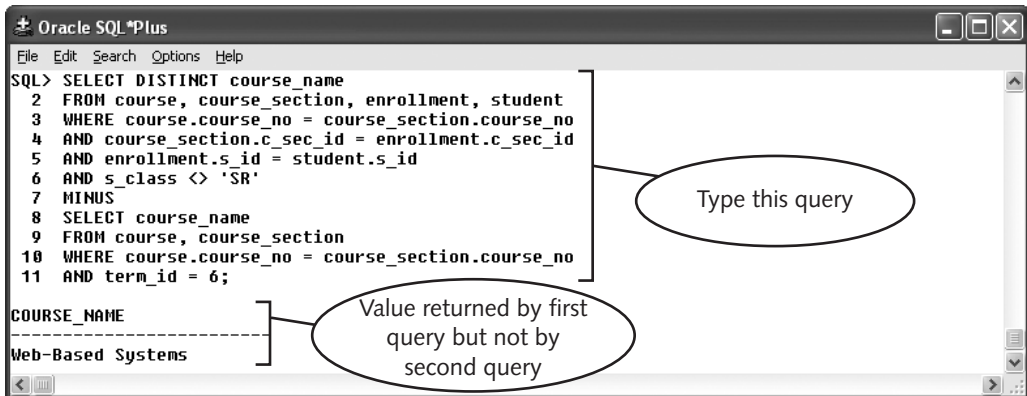 Oracle SQL*Plus
File Edit Search Options Help
SQL> SELECT DISTINCT course_name
2 FROM course, course_section, enrollment, student
3 WHERE course.course_no = course_section.course_no
4 AND course_section.c_sec_id = enrollment.c_sec_id
5 AND enrollment.s_id = student.s_id
6 AND s_class <> 'SR'
7 MINUS
8 SELECT course_name
9 FROM course, course_section
10 WHERE course.course_no = course_section.course_no
11 AND term_id = 6;
Type this query
COURSE_NAME
-------------------------
Web-Based Systems
Value returned by first
query but not by
second query